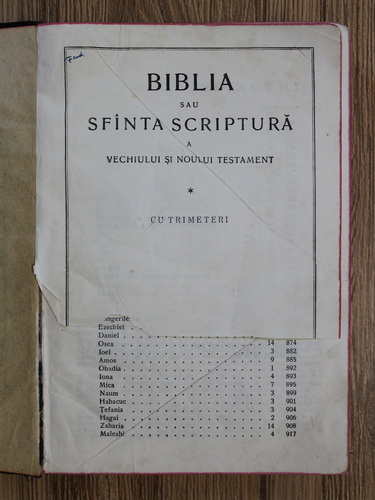 BIBLIA
SAU
SFÎNTA SCRIPTURĂ
A
VECHIULUI ȘI NOULUI TESTAMENT
*
CU TRIMETERI
Ezechiel
Daniel
Osea 14 874
Ioel 3 882
Amos 9 885
Obadia 1 892
Iona 4 893
Mica 7 895
Naum 3 899
Habacuc 3 901
Țefania 3 904
Hagai 2 906
Zaharia 14 908
Maleahi 4 917